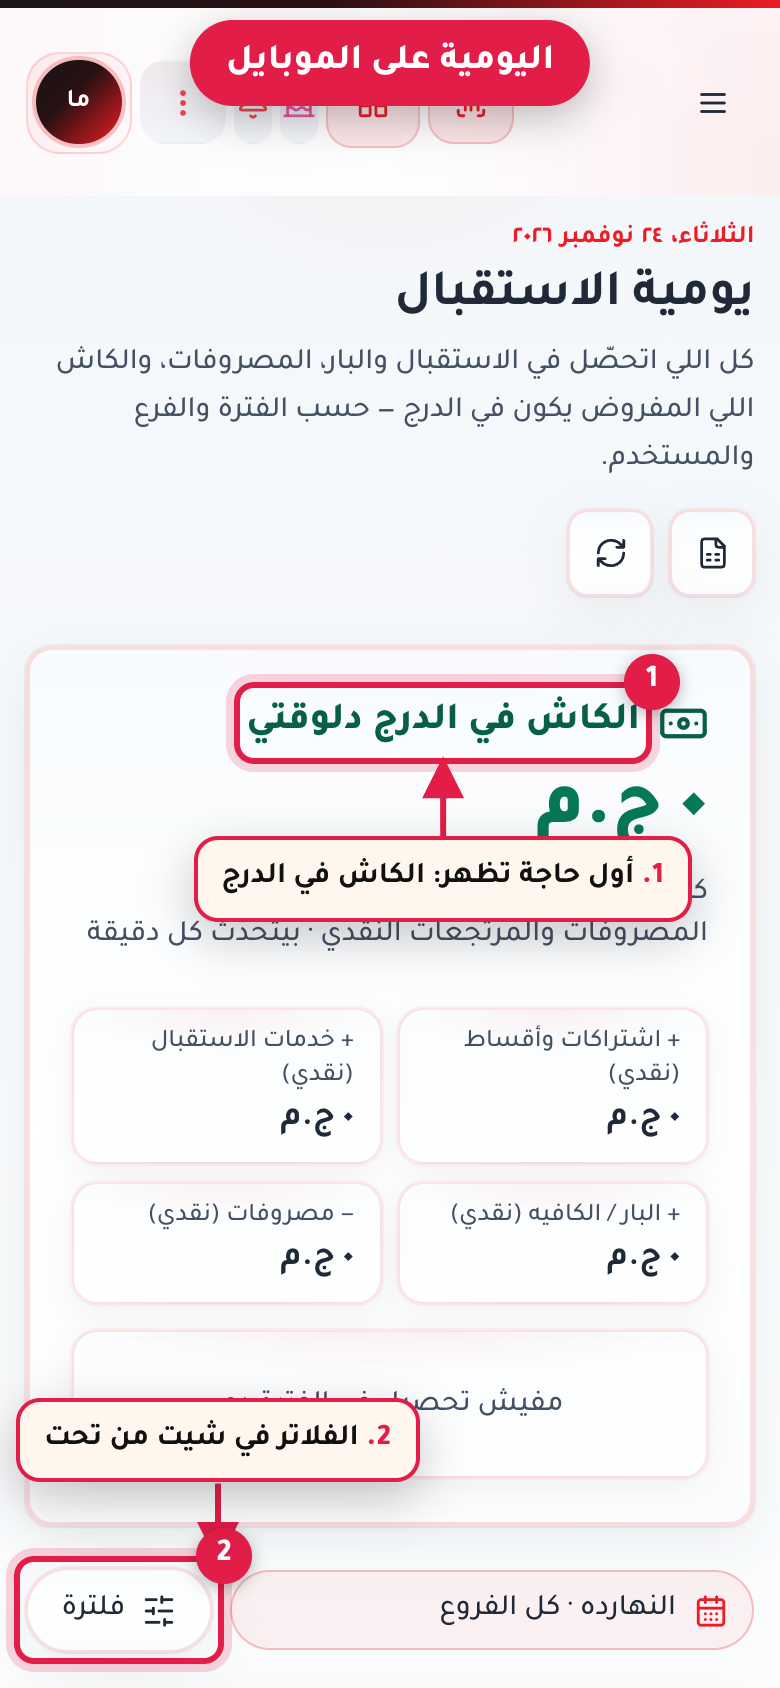 اليومية على الموبايل
ما
الثلاثاء، ٢٤ نوفمبر ٢٠٢٦
يومية الاستقبال
كل اللي اتحصّل في الاستقبال والبار، المصروفات، والكاش
اللي المفروض يكون في الدرج – حسب الفترة والفرع
والمستخدم.
1
الكاش في الدرج دلوقتي
٠ ج.م
1. أول حاجة تظهر: الكاش في الدرج
المصروفات والمرتجعات النقدي · بيتحدث كل دقيقة
+ اشتراكات وأقساط
(نقدي)
٠ ج.م
+ خدمات الاستقبال
(نقدي)
٠ ج.م
+ البار / الكافيه (نقدي)
٠ ج.م
– مصروفات (نقدي)
٠ ج.م
مفيش
2. الفلاتر في شيت من تحت
2
النهارده · كل الفروع
فلترة